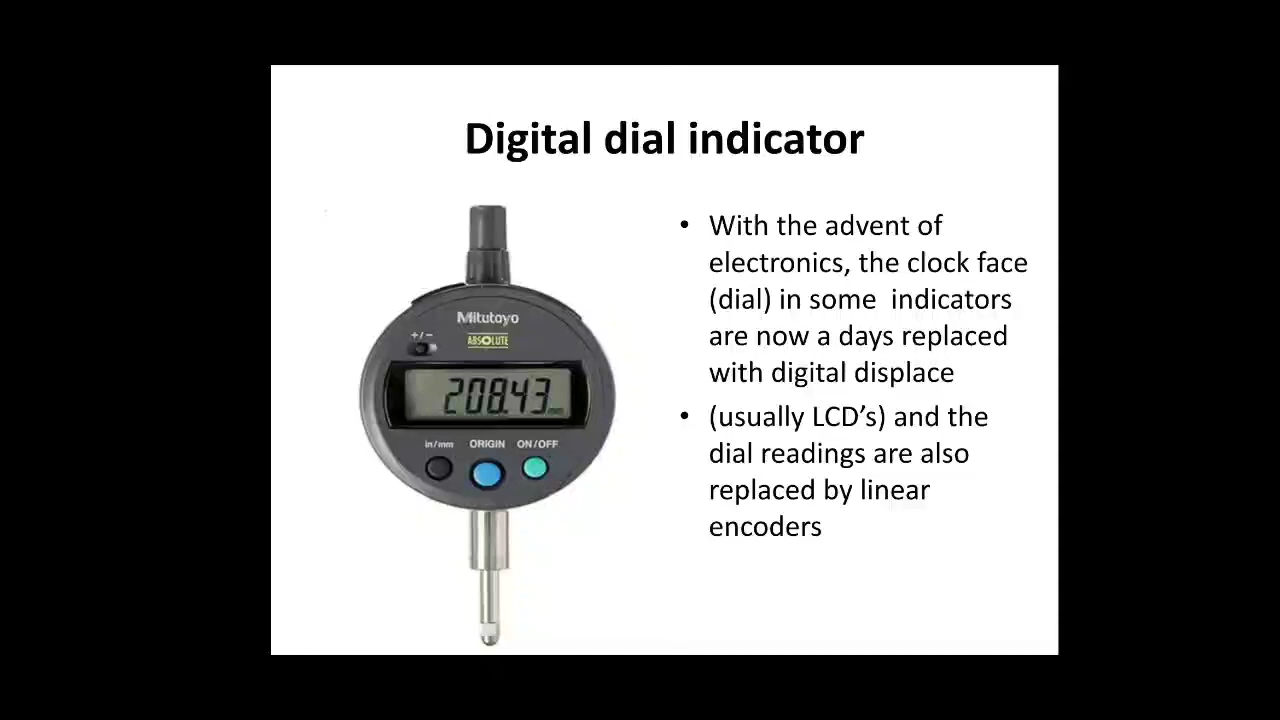 Digital dial indicator
Mitutoyo
+/−
ABSOLUTE
208.43 mm
in/mm ORIGIN ON/OFF
• With the advent of
electronics, the clock face
(dial) in some indicators
are now a days replaced
with digital displace
• (usually LCD’s) and the
dial readings are also
replaced by linear
encoders